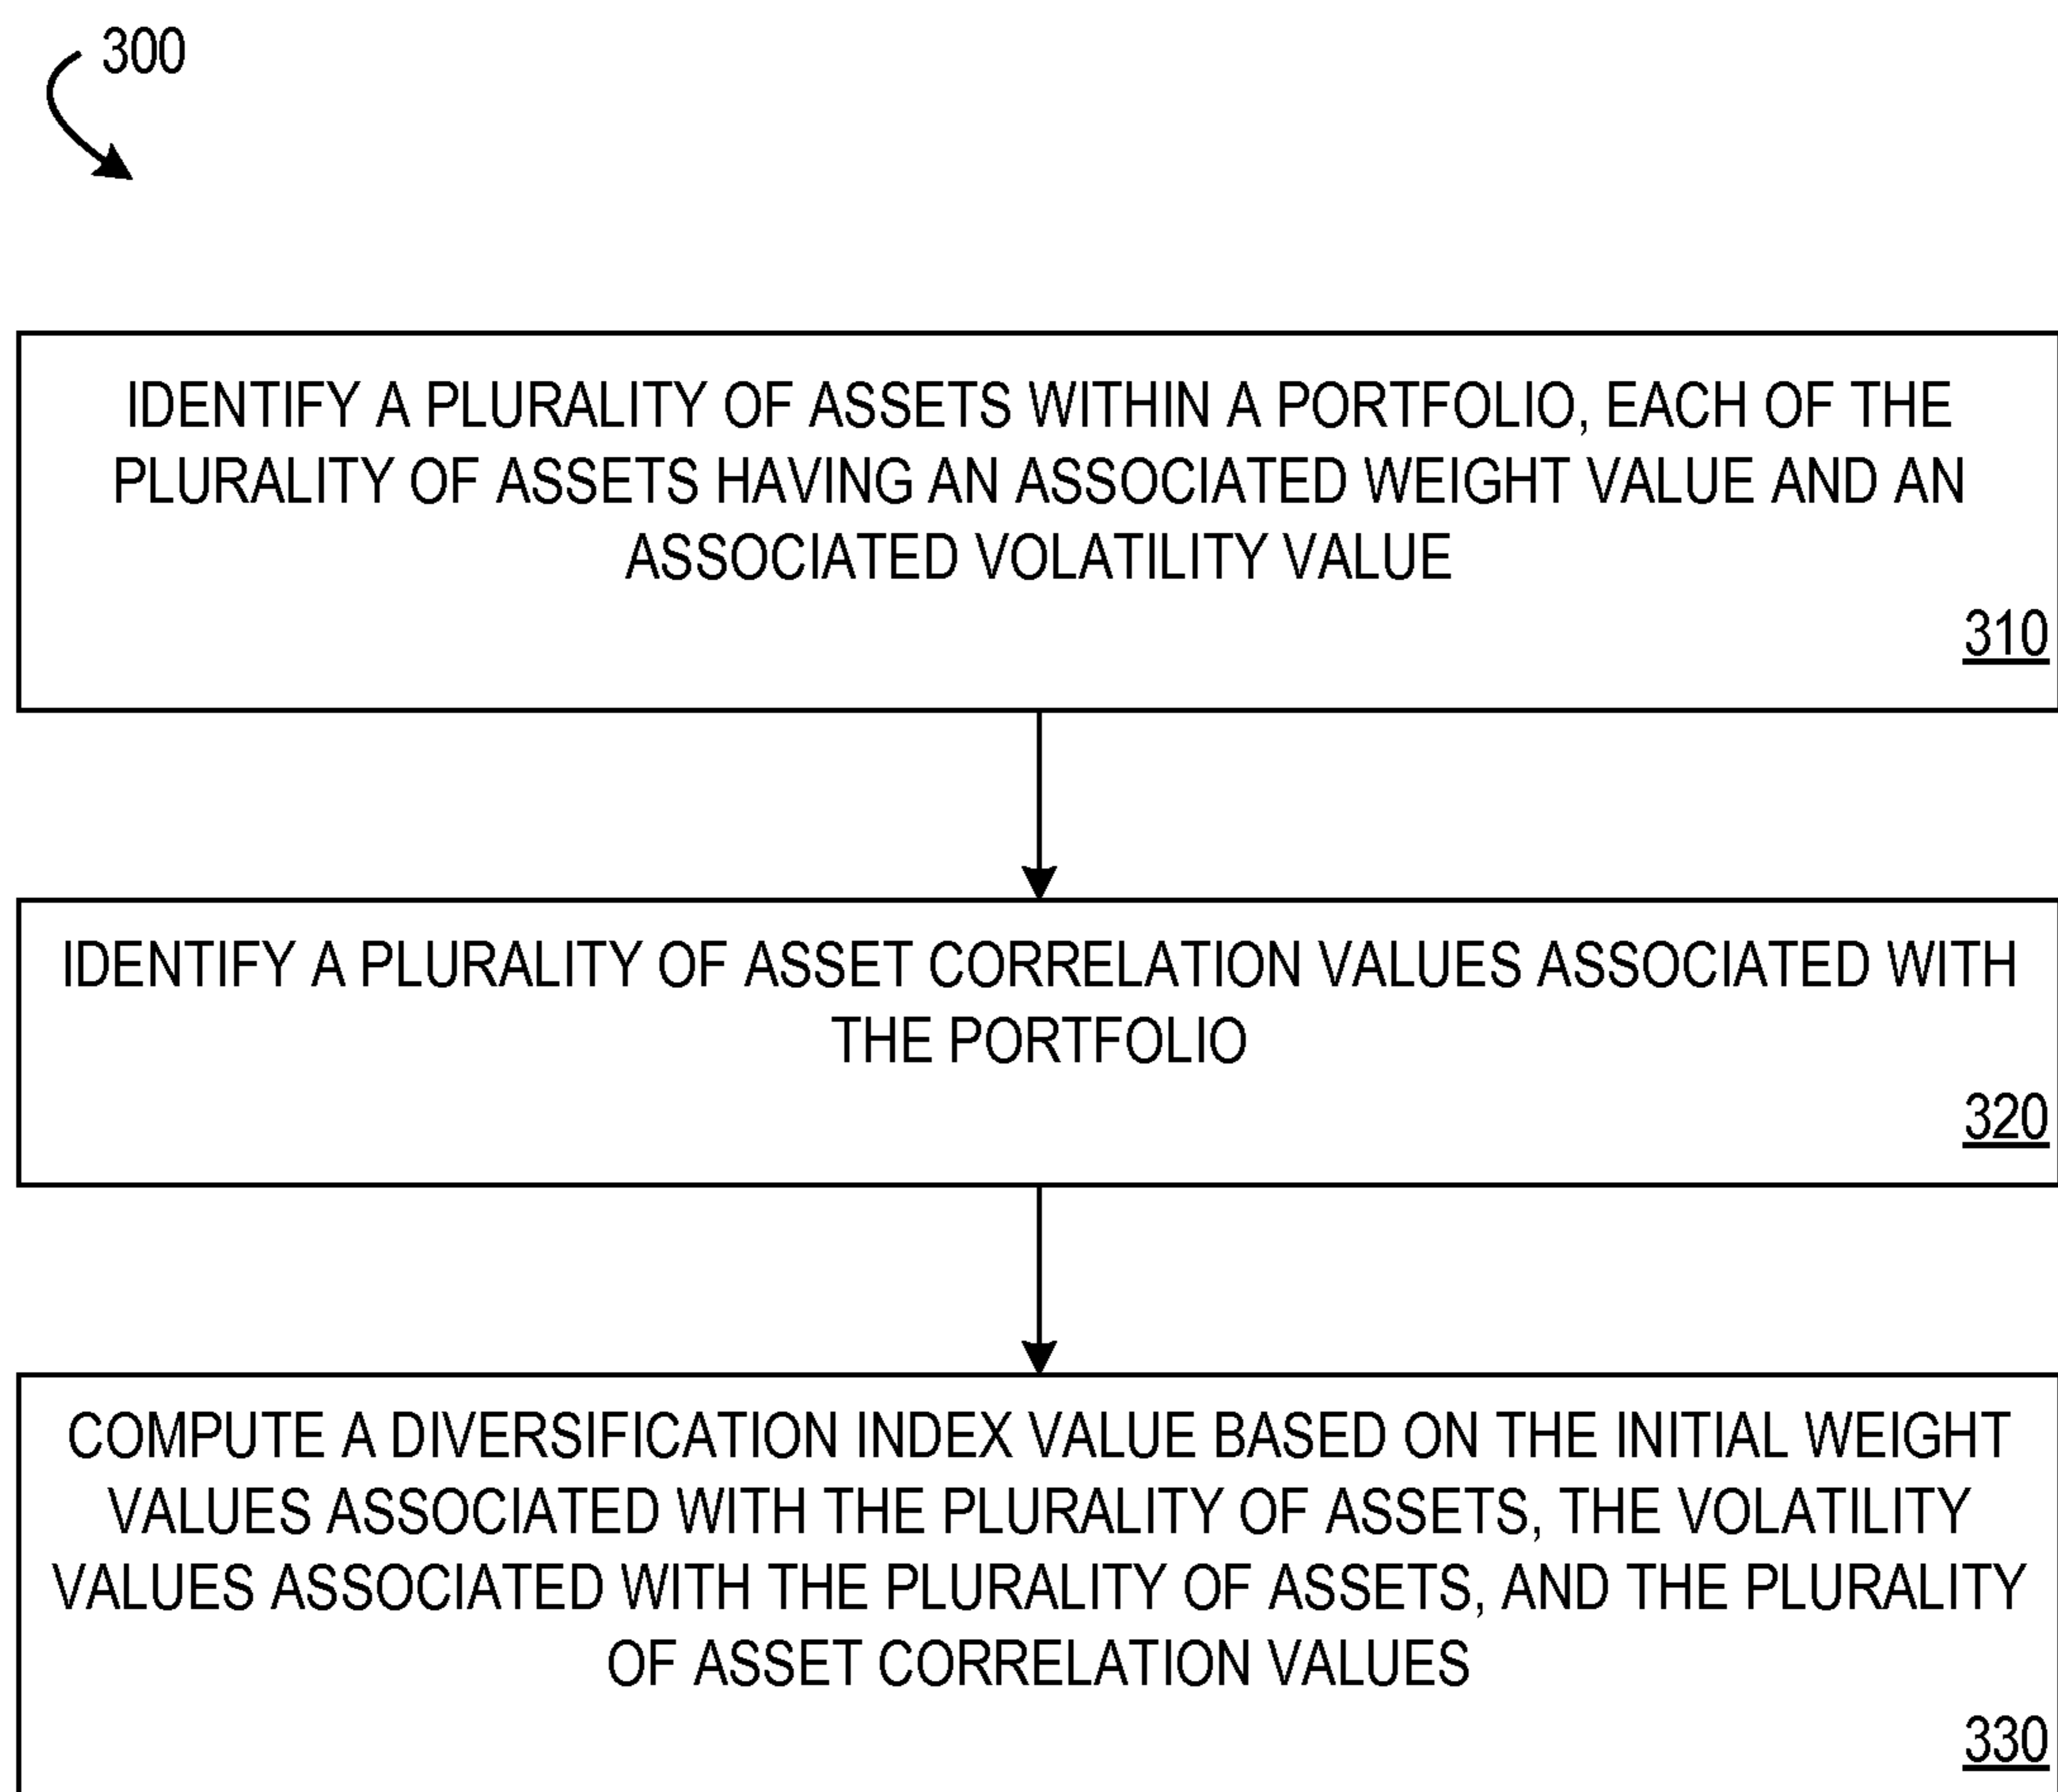 300
IDENTIFY A PLURALITY OF ASSETS WITHIN A PORTFOLIO, EACH OF THE
PLURALITY OF ASSETS HAVING AN ASSOCIATED WEIGHT VALUE AND AN
ASSOCIATED VOLATILITY VALUE
310
IDENTIFY A PLURALITY OF ASSET CORRELATION VALUES ASSOCIATED WITH
THE PORTFOLIO
320
COMPUTE A DIVERSIFICATION INDEX VALUE BASED ON THE INITIAL WEIGHT
VALUES ASSOCIATED WITH THE PLURALITY OF ASSETS, THE VOLATILITY
VALUES ASSOCIATED WITH THE PLURALITY OF ASSETS, AND THE PLURALITY
OF ASSET CORRELATION VALUES
330